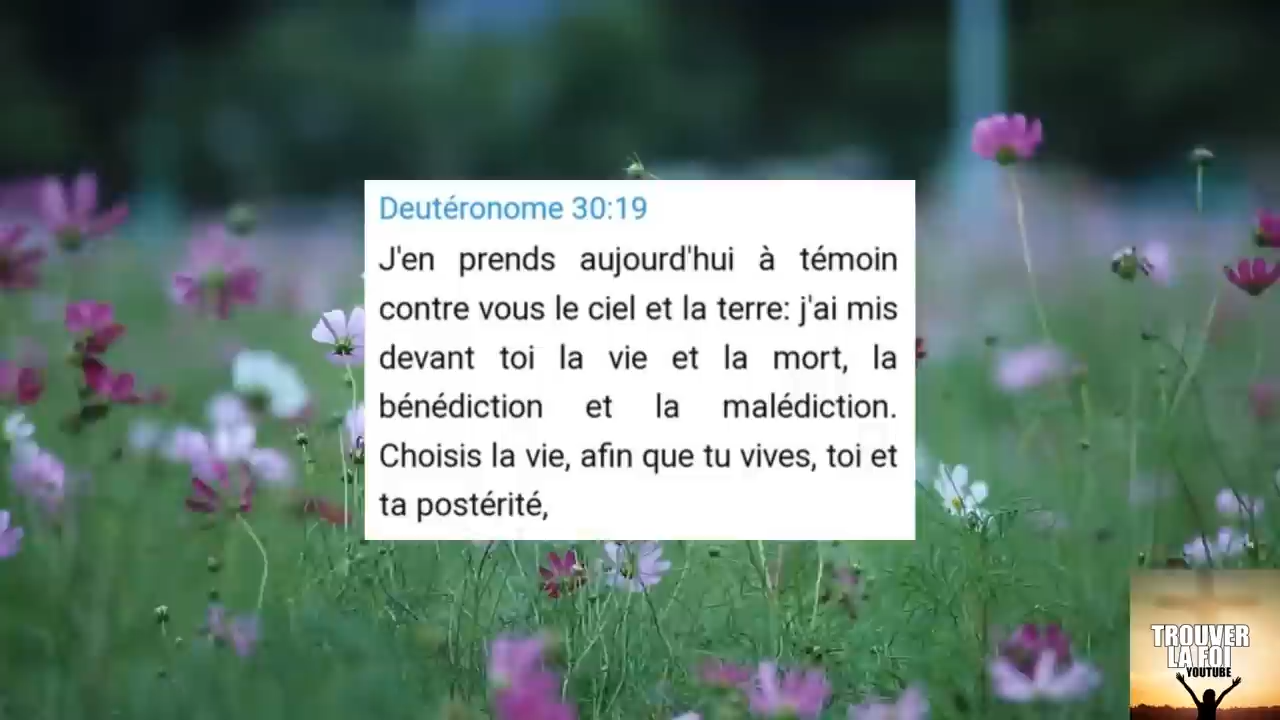 Deutéronome 30:19
J'en prends aujourd'hui à témoin
contre vous le ciel et la terre: j'ai mis
devant toi la vie et la mort, la
bénédiction et la malédiction.
Choisis la vie, afin que tu vives, toi et
ta postérité,
TROUVER
LA FOI
YOUTUBE